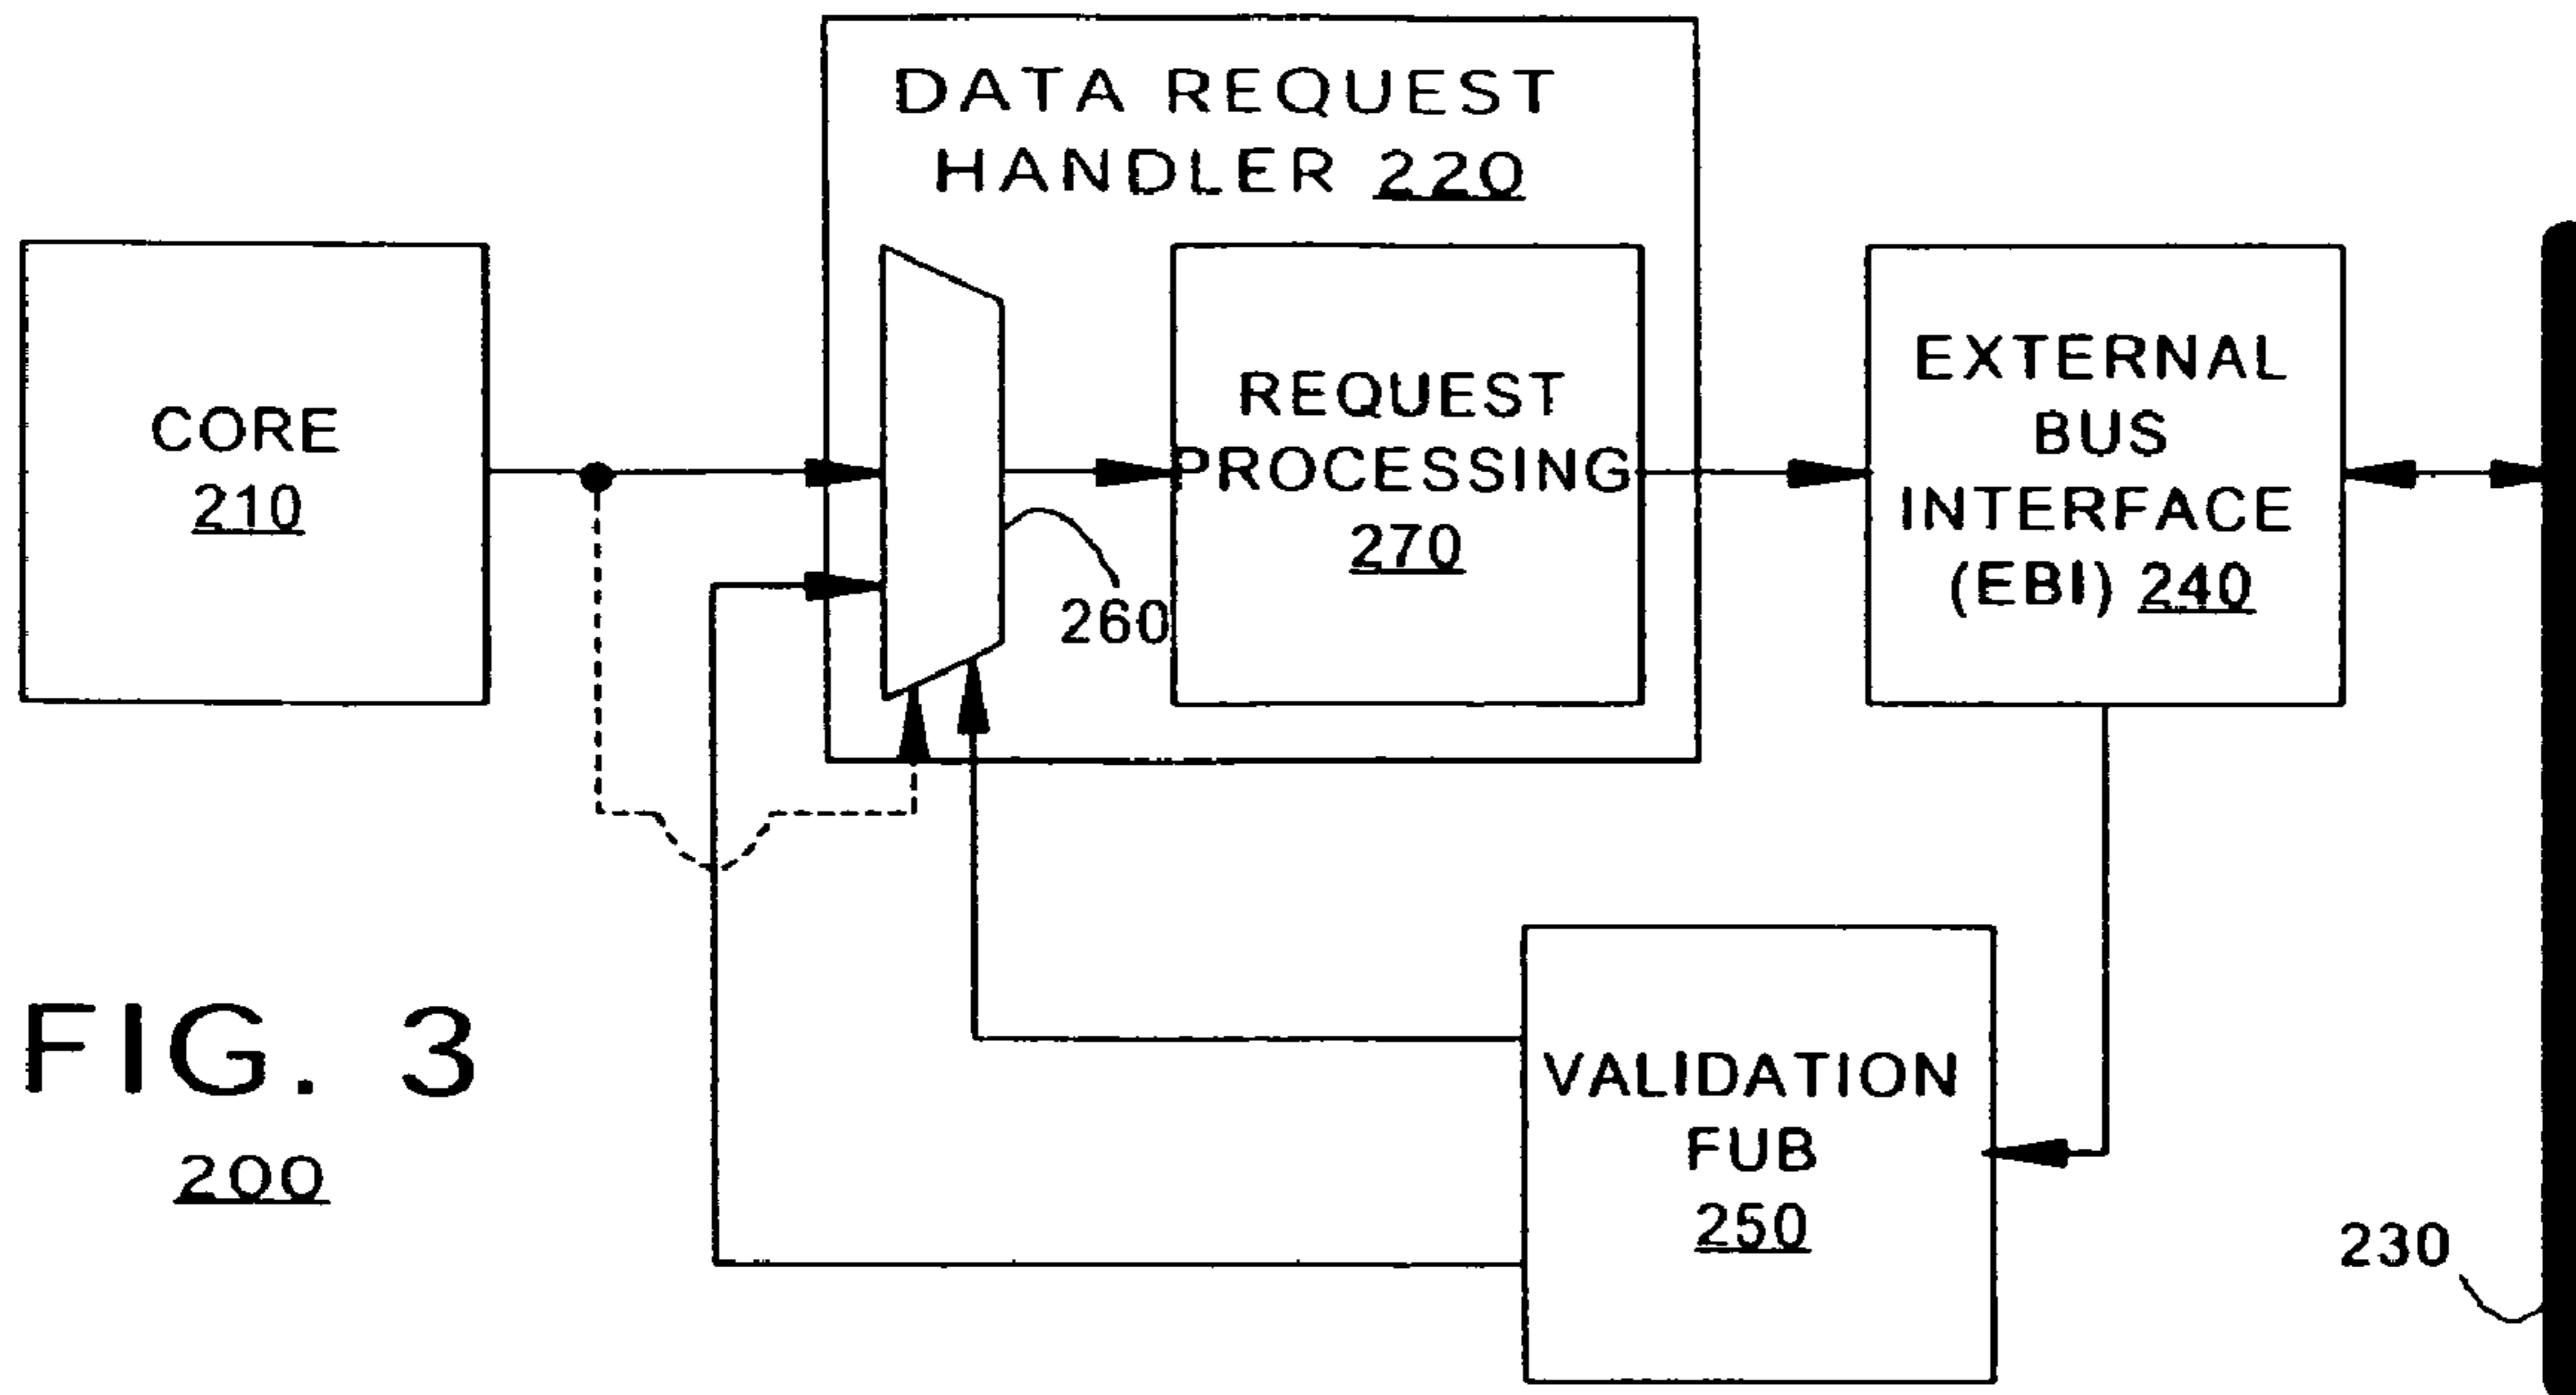 DATA REQUEST
HANDLER 220
CORE
210
260
REQUEST
PROCESSING
270
EXTERNAL
BUS
INTERFACE
(EBI) 240
VALIDATION
FUB
250
230
FIG. 3
200